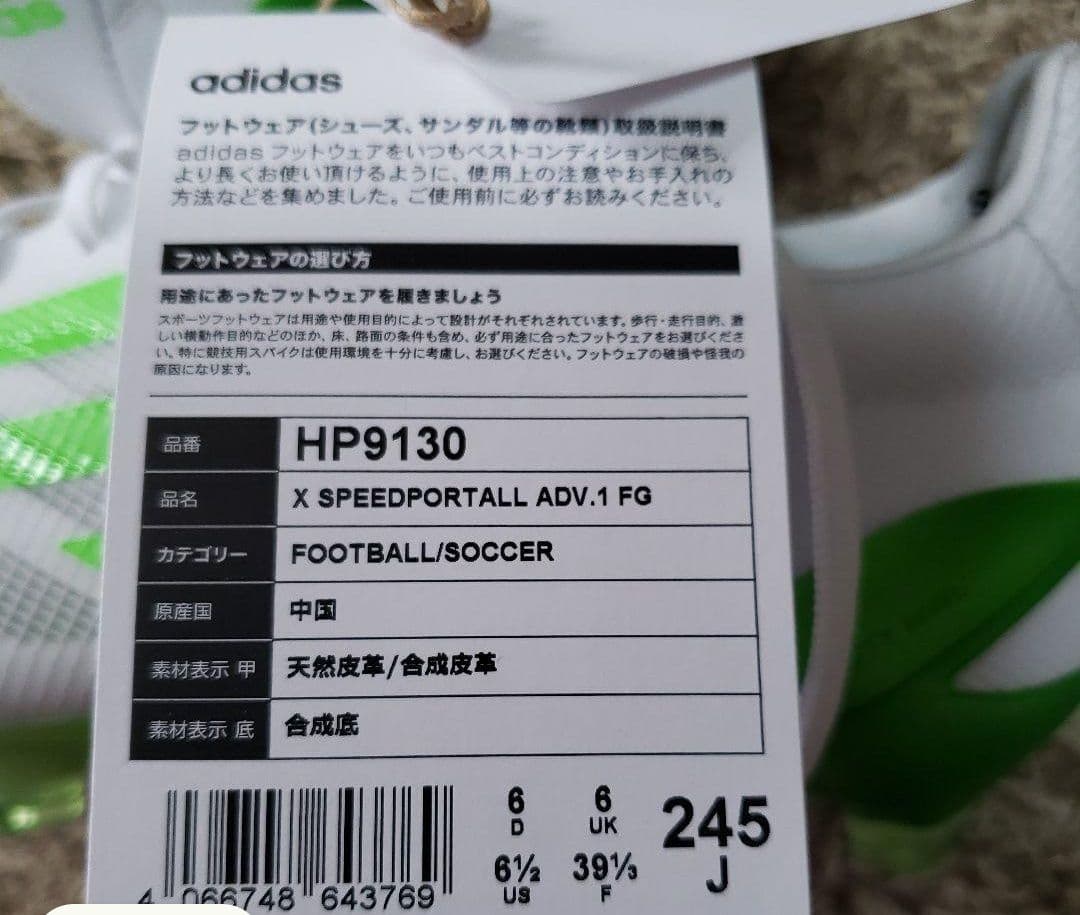 adidas
フットウェア(シューズ、サンダル等の靴類)取扱説明書
adidas フットウェアをいつもベストコンディションに保ち、
より長くお使い頂けるように、使用上の注意やお手入れの
方法などを集めました。ご使用前に必ずお読みください。
フットウェアの選び方
用途にあったフットウェアを履きましょう
スポーツフットウェアは用途や使用目的によって設計がそれぞれされています。歩行・走行目的、激
しい横動作目的などのほか、床、路面の条件も含め、必ず用途に合ったフットウェアをお選びくださ
い。特に競技用スパイクは使用環境を十分に考慮し、お選びください。フットウェアの破損や怪我の
原因になります。
品番 HP9130
品名 X SPEEDPORTALL ADV.1 FG
カテゴリー FOOTBALL/SOCCER
原産国 中国
素材表示 甲 天然皮革/合成皮革
素材表示 底 合成底
6 6 245
D UK J
6½ 39⅓
US F
4 066748 643769